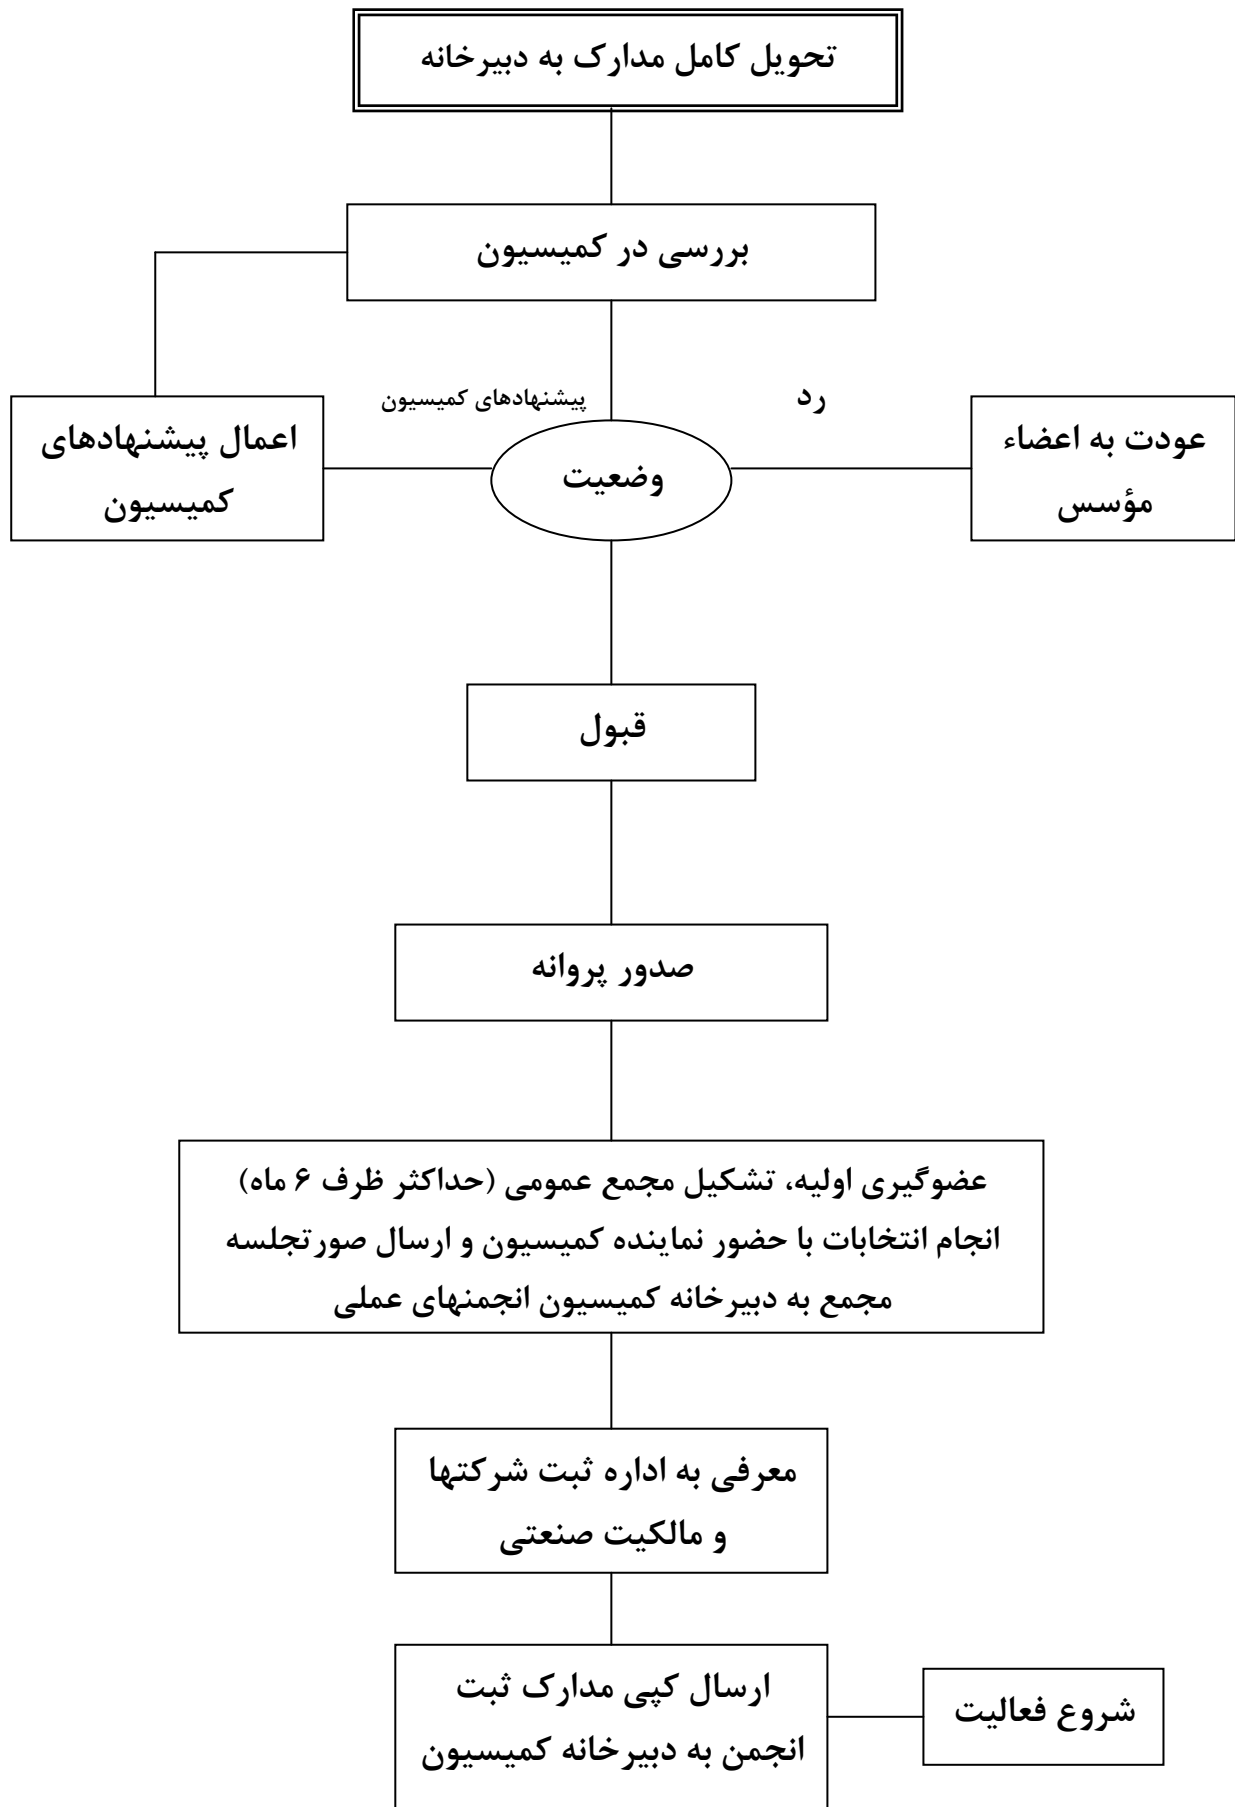 تحویل کامل مدارک به دبیرخانه
بررسی در کمیسیون
رد
پیشنهادهای کمیسیون
عودت به اعضاء
مؤسس
وضعیت
اعمال پیشنهادهای
کمیسیون
قبول
صدور پروانه
عضوگیری اولیه، تشکیل مجمع عمومی (حداکثر ظرف ۶ ماه)
انجام انتخابات با حضور نماینده کمیسیون و ارسال صورتجلسه
مجمع به دبیرخانه کمیسیون انجمنهای عملی
معرفی به اداره ثبت شرکتها
و مالکیت صنعتی
ارسال کپی مدارک ثبت
انجمن به دبیرخانه کمیسیون
شروع فعالیت